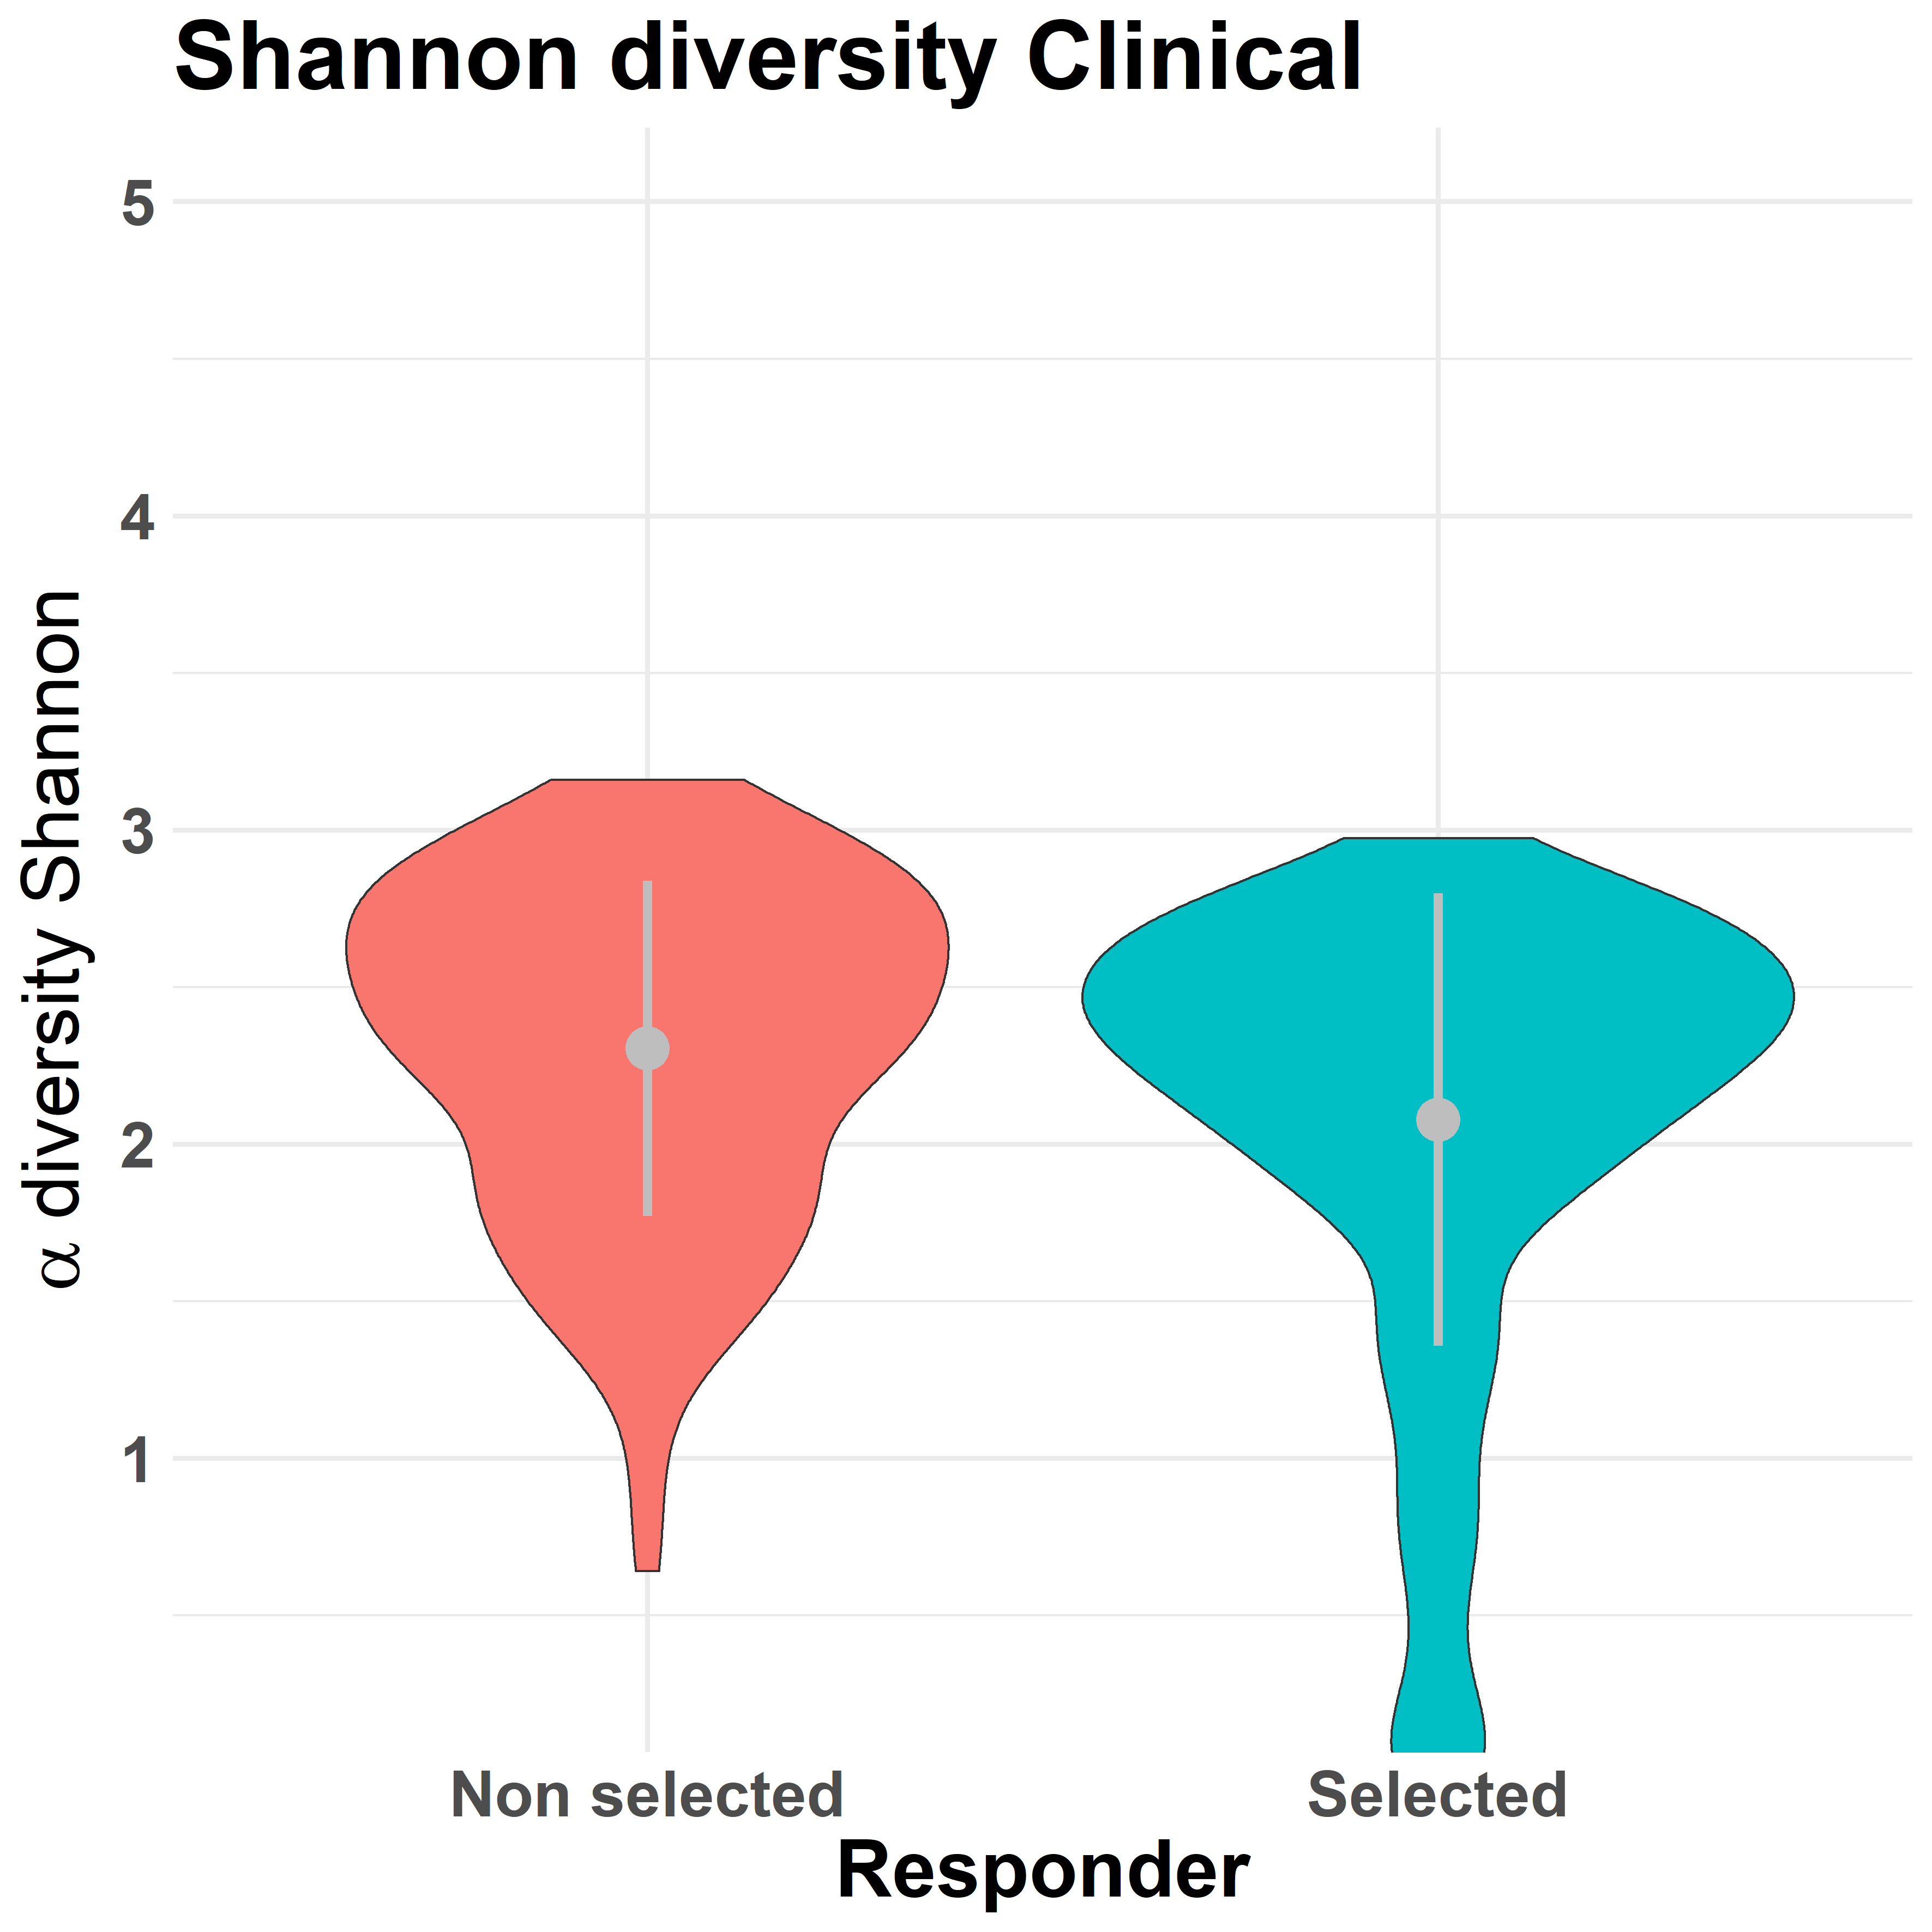 Shannon diversity Clinical
α diversity Shannon
5
4
3
2
1
Non selected
Selected
Responder